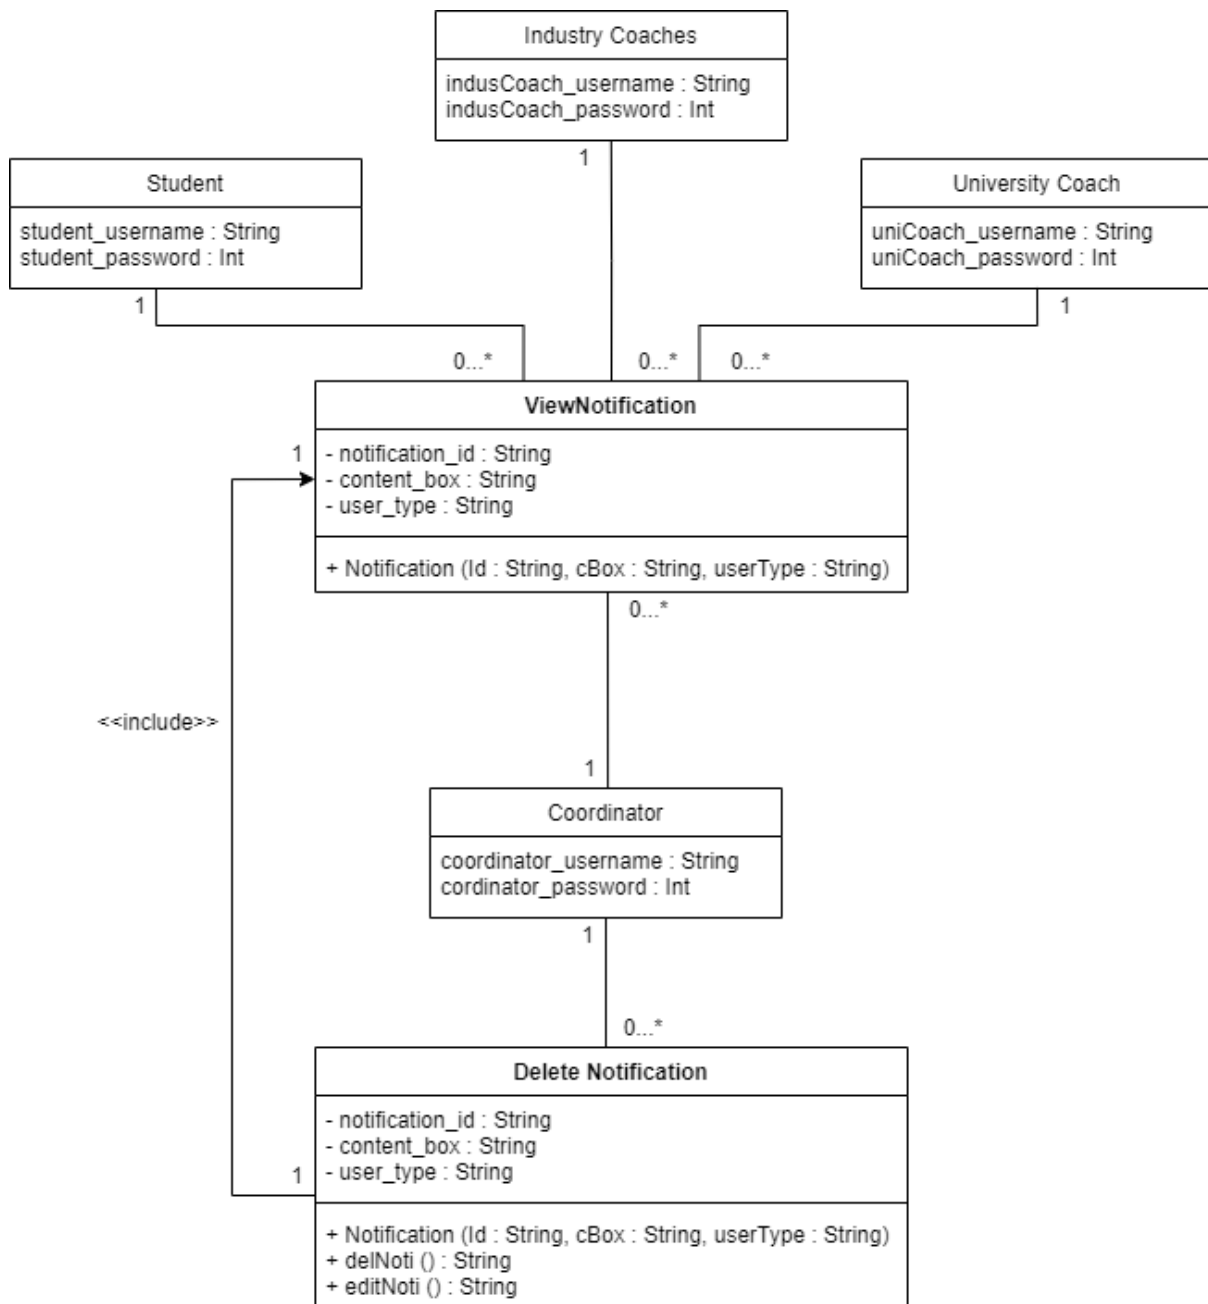 Industry Coaches
indusCoach_username : String
indusCoach_password : Int
1
Student
student_username : String
student_password : Int
1
University Coach
uniCoach_username : String
uniCoach_password : Int
1
0...*
0...*
0...*
ViewNotification
1
- notification_id : String
- content_box : String
- user_type : String
+ Notification (Id : String, cBox : String, userType : String)
0...*
<<include>>
1
Coordinator
coordinator_username : String
cordinator_password : Int
1
0...*
Delete Notification
- notification_id : String
- content_box : String
- user_type : String
1
+ Notification (Id : String, cBox : String, userType : String)
+ delNoti () : String
+ editNoti () : String